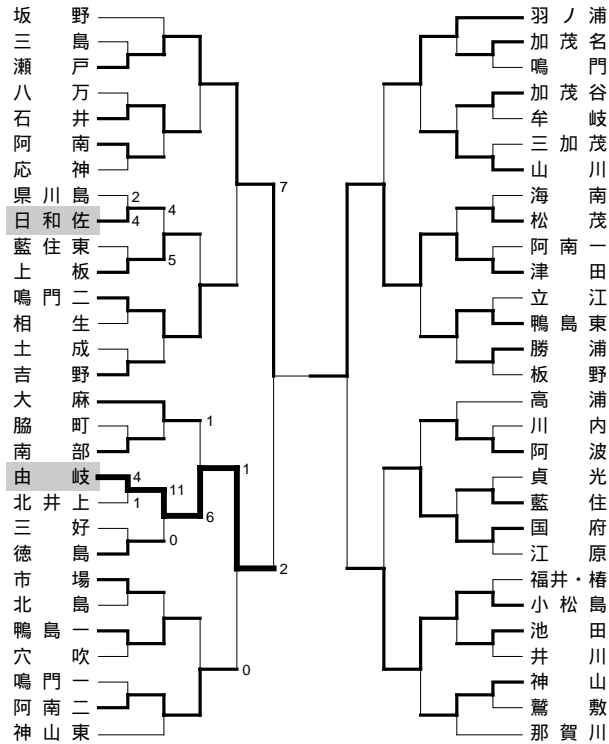 坂野
三島
瀬戸
八万
石井
阿南
応神
県川島 2
日和佐 4 4
藍住東
上板 5
鳴門二
相生
土成
吉野
大麻
脇町 1
南部
由岐 4 1
北井上 1 11
三好 6
徳島 0
市場
北島
鴨島一
穴吹
鳴門一 0
阿南二
神山東
7
2
羽ノ浦
加茂名
鳴門
加茂谷
牟岐
三加茂
山川
海南
松茂
阿南一
津田
立江
鴨島東
勝浦
板野
高浦
川内
阿波
貞光
藍住
国府
江原
福井・椿
小松島
池田
井川
神山
鷲敷
那賀川